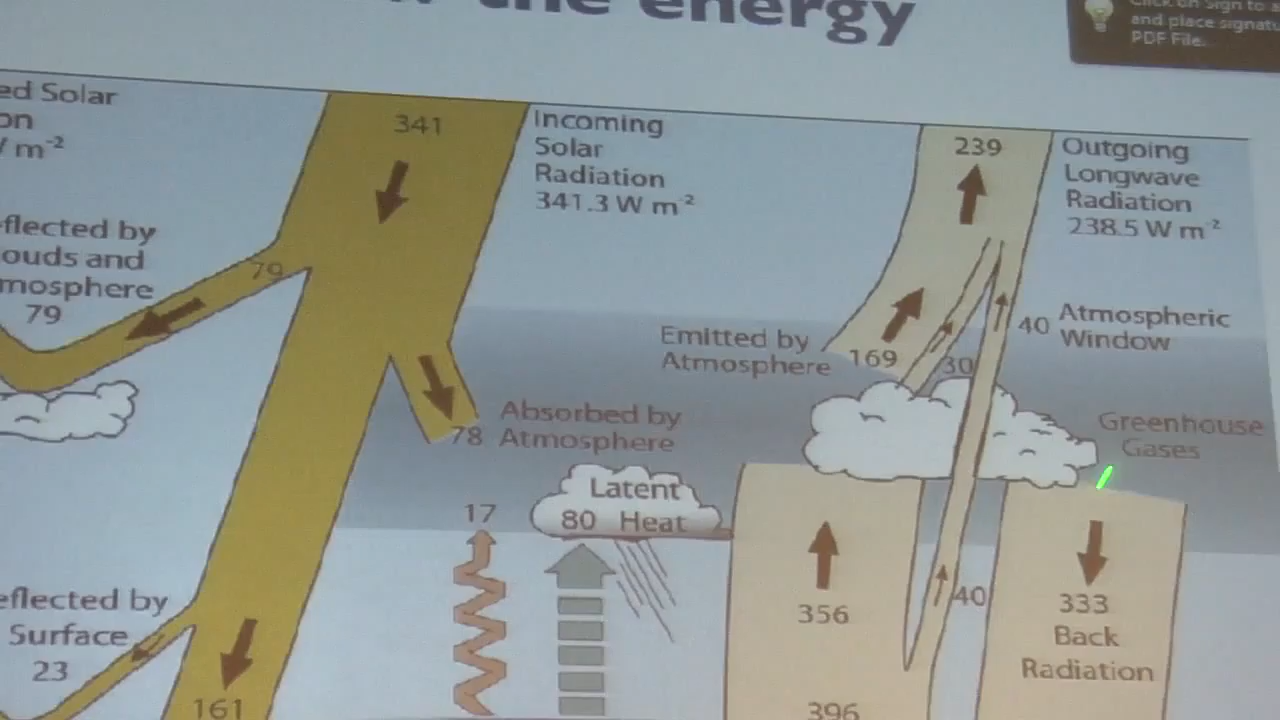 the energy
and place signatu
PDF File.
ed Solar
on
m-2
341
Incoming
Solar
Radiation
341.3 W m-2
239
Outgoing
Longwave
Radiation
238.5 W m-2
eflected by
ouds and
mosphere
79
79
Emitted by
Atmosphere
169
30
40
Atmospheric
Window
Absorbed by
Atmosphere
78
Greenhouse
Gases
17
Latent
80 Heat
356
40
333
Back
Radiation
eflected by
Surface
23
161
396